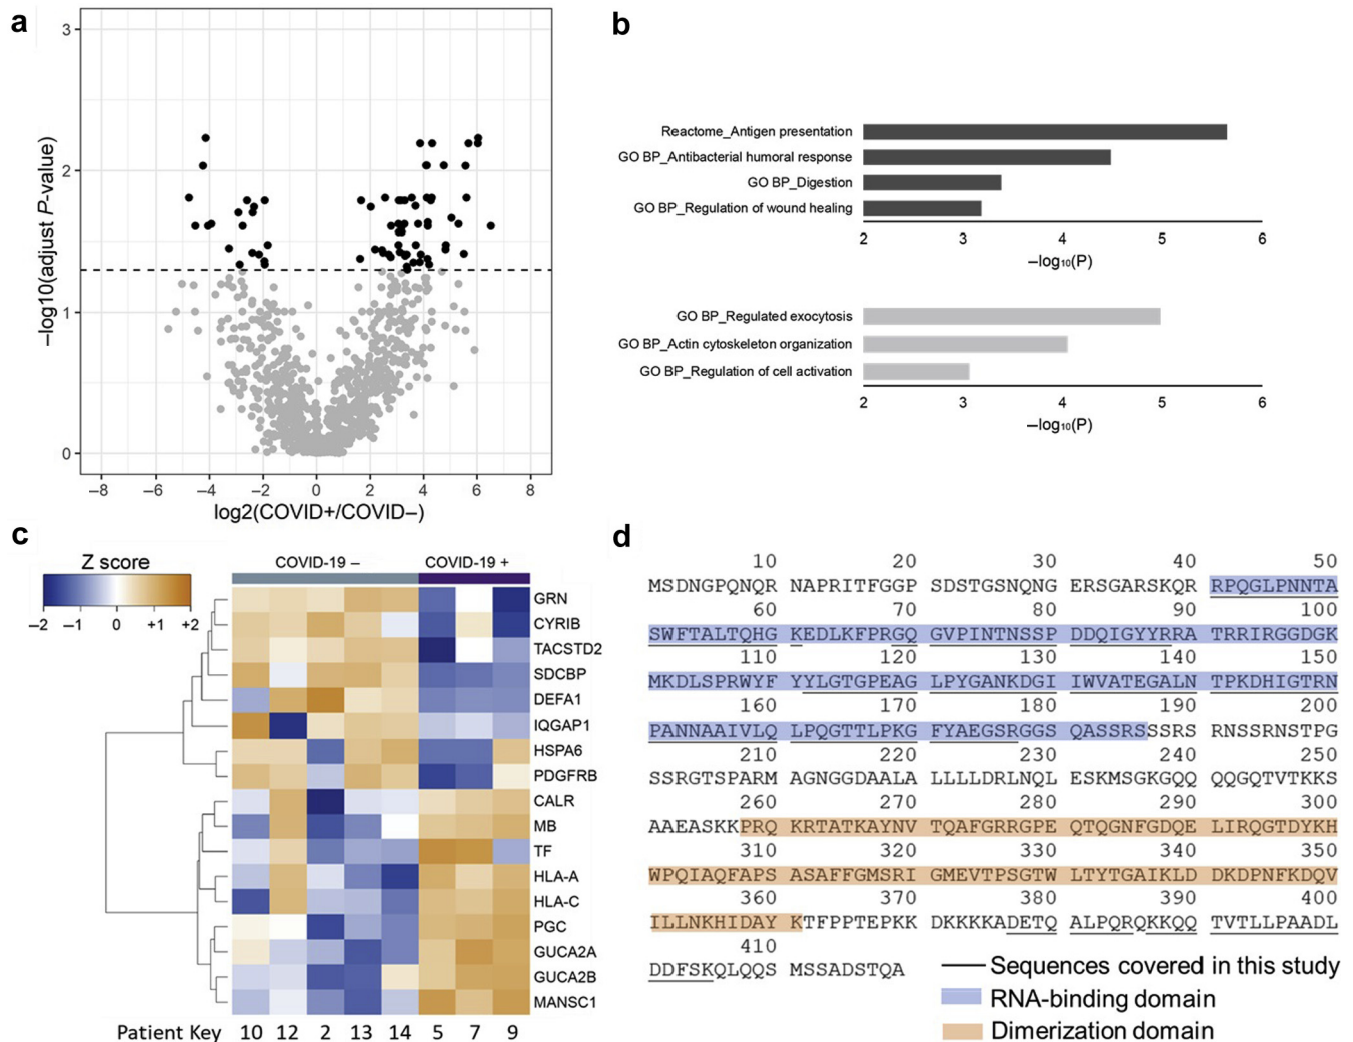 a
3
2
1
0
–log10(adjust P-value)
–8 –6 –4 –2 0 2 4 6 8
log2(COVID+/COVID–)
b
Reactome_Antigen presentation
GO BP_Antibacterial humoral response
GO BP_Digestion
GO BP_Regulation of wound healing
2 3 4 5 6
–log10(P)
GO BP_Regulated exocytosis
GO BP_Actin cytoskeleton organization
GO BP_Regulation of cell activation
2 3 4 5 6
–log10(P)
c
Z score
–2 –1 0 +1 +2
COVID-19 – COVID-19 +
GRN
CYRIB
TACSTD2
SDCBP
DEFA1
IQGAP1
HSPA6
PDGFRB
CALR
MB
TF
HLA-A
HLA-C
PGC
GUCA2A
GUCA2B
MANSC1
Patient Key 10 12 2 13 14 5 7 9
d
10 20 30 40 50
MSDNGPQNQR NAPRITFGGP SDSTGSNQNG ERSGARSKQR RPQGLPNNTA
60 70 80 90 100
SWFTALTQHG KEDLKFPRGQ GVPINTNSSP DDQIGYYRRA TRRIRGGDGK
110 120 130 140 150
MKDLSPRWYF YYLGTGPEAG LPYGANKDGI IWVATEGALN TPKDHIGTRN
160 170 180 190 200
PANNAAIVLQ LPQGTTLPKG FYAEGSRGGS QASSRSSSRS RNSSRNSTPG
210 220 230 240 250
SSRGTSPARM AGNGGDAALA LLLLDRLNQL ESKMSGKGQQ QQGQTVTKKS
260 270 280 290 300
AAEASKKPRQ KRTATKAYNV TQAFGRRGPE QTQGNFGDQE LIRQGTDYKH
310 320 330 340 350
WPQIAQFAPS ASAFFGMSRI GMEVTPSGTW LTYTGAIKLD DKDPNFKDQV
360 370 380 390 400
ILLNKHIDAY KTFPPTEPKK DKKKKADETQ ALPQRQKKQQ TVTLLPAADL
410
DDFSKQLQQS MSSADSTQA
Sequences covered in this study
RNA-binding domain
Dimerization domain